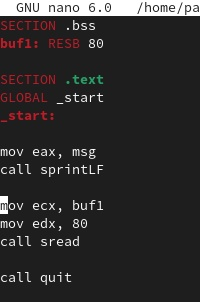 GNU nano 6.0 /home/pa
SECTION .bss
buf1: RESB 80
SECTION .text
GLOBAL _start
_start:
mov eax, msg
call sprintLF
mov ecx, buf1
mov edx, 80
call sread
call quit